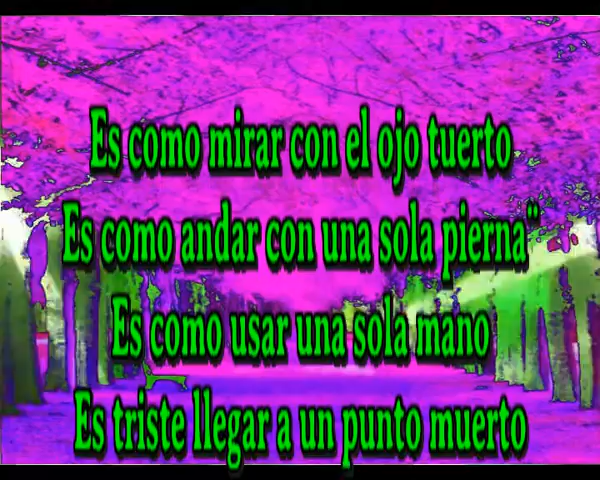 Es como mirar con el ojo tuerto
Es como andar con una sola pierna¨
Es como usar una sola mano
Es triste llegar a un punto muerto